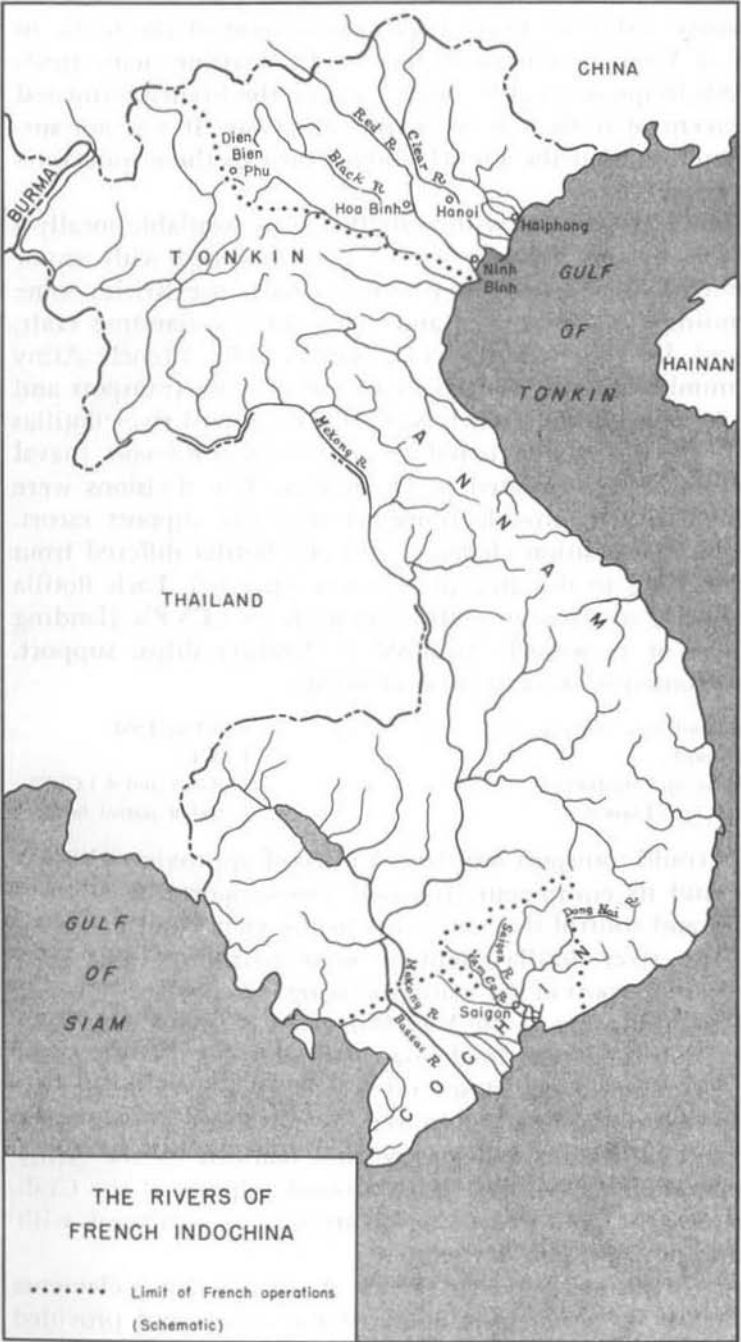 CHINA
BURMA
Dien
Bien
Phu
Black R.
Red R.
Clear R.
Hoa Binh
Hanoi
Haiphong
Ninh
Binh
TONKIN
GULF
OF
TONKIN
HAINAN
Mekong R.
ANNAM
THILAND
GULF
OF
SIAM
Mekong R.
Bassac R.
Saigon R.
Vam Co R.
Dong Nai R.
Saigon
COCHIN
THE RIVERS OF
FRENCH INDOCHINA
Limit of French operations
(Schematic)